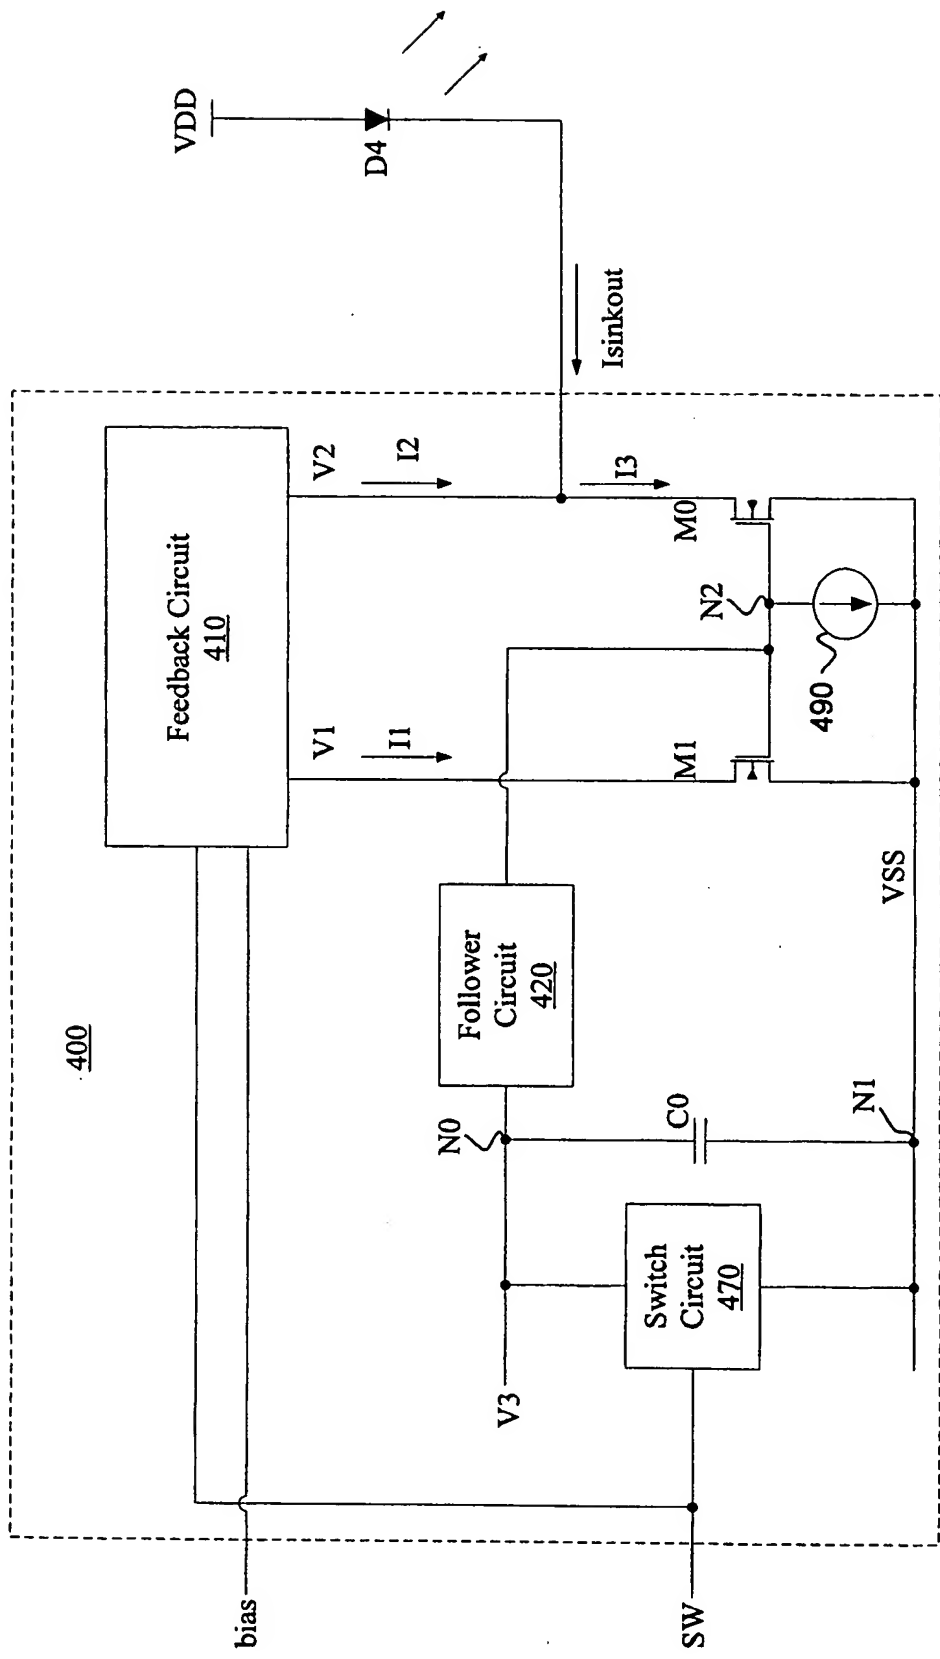 400
Feedback Circuit
410
V1
I1
V2
I2
VDD
D4
Isinkout
I3
Follower
Circuit
420
N0
C0
M1
M0
N2
490
V3
Switch
Circuit
470
N1
VSS
bias
SW